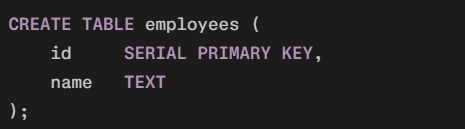 CREATE TABLE employees (
    id     SERIAL PRIMARY KEY,
    name   TEXT
);